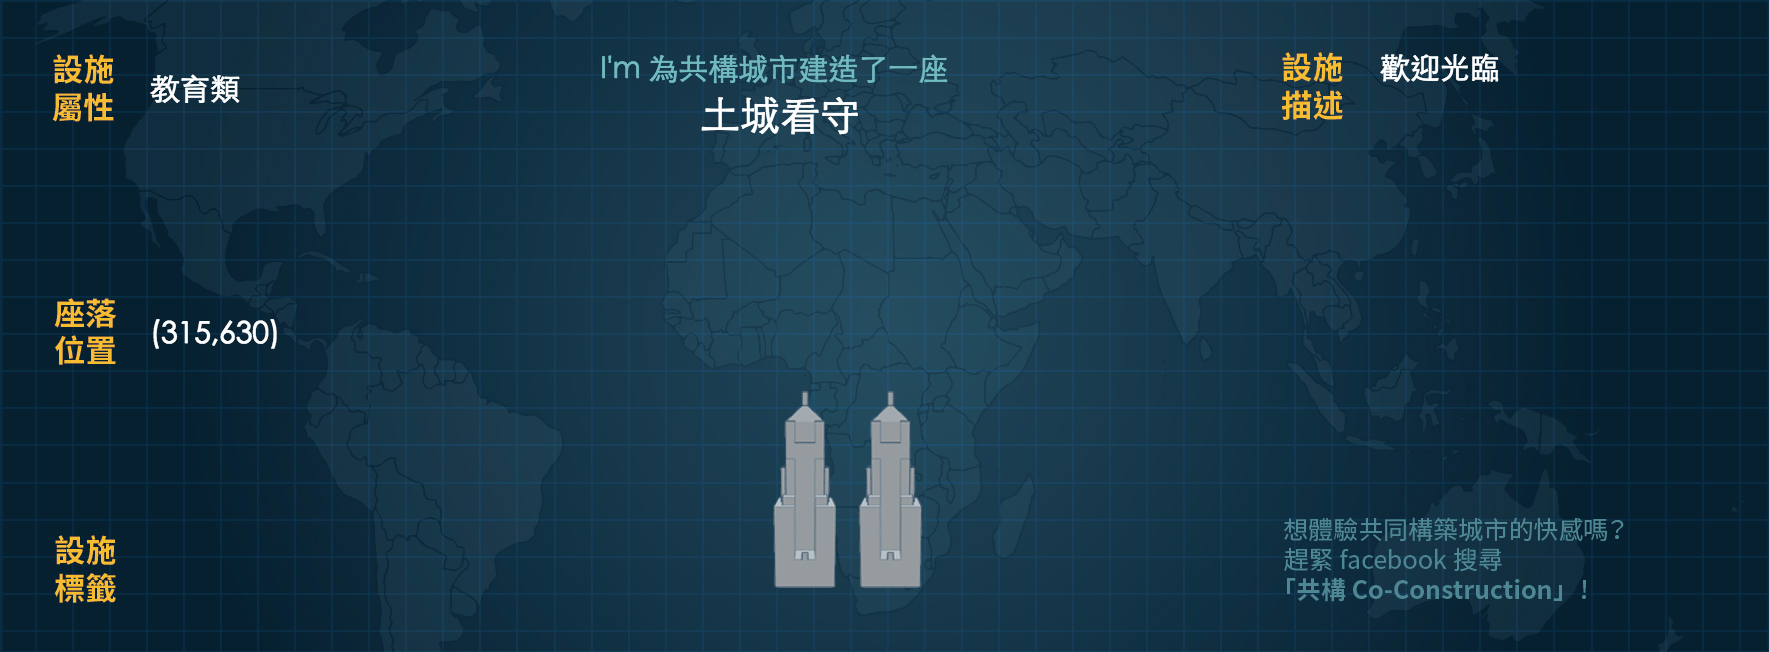 設施
屬性
教育類
I'm 為共構城市建造了一座
土城看守
設施
描述
歡迎光臨
座落
位置
(315,630)
設施
標籤
想體驗共同構築城市的快感嗎？
趕緊 facebook 搜尋
「共構 Co-Construction」！